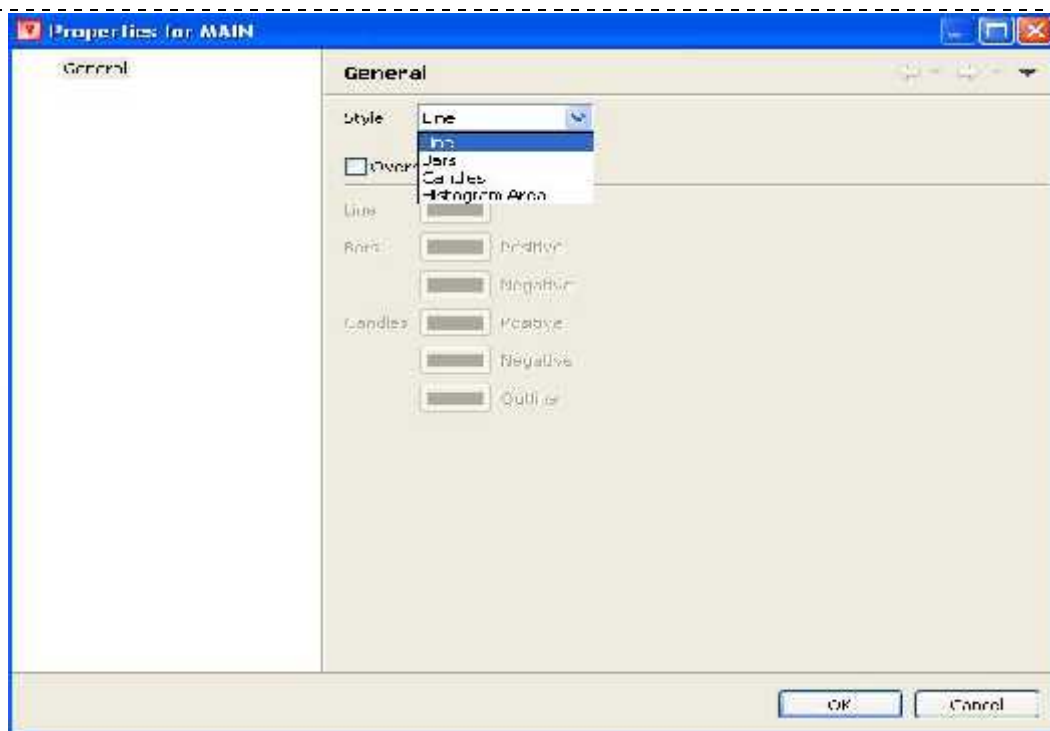 Properties for MAIN
General
General
Style Line
Line
Bars
Candles
Histogram Area
Line
Bars Positive
Negative
Candles Positive
Negative
Outline
OK Cancel